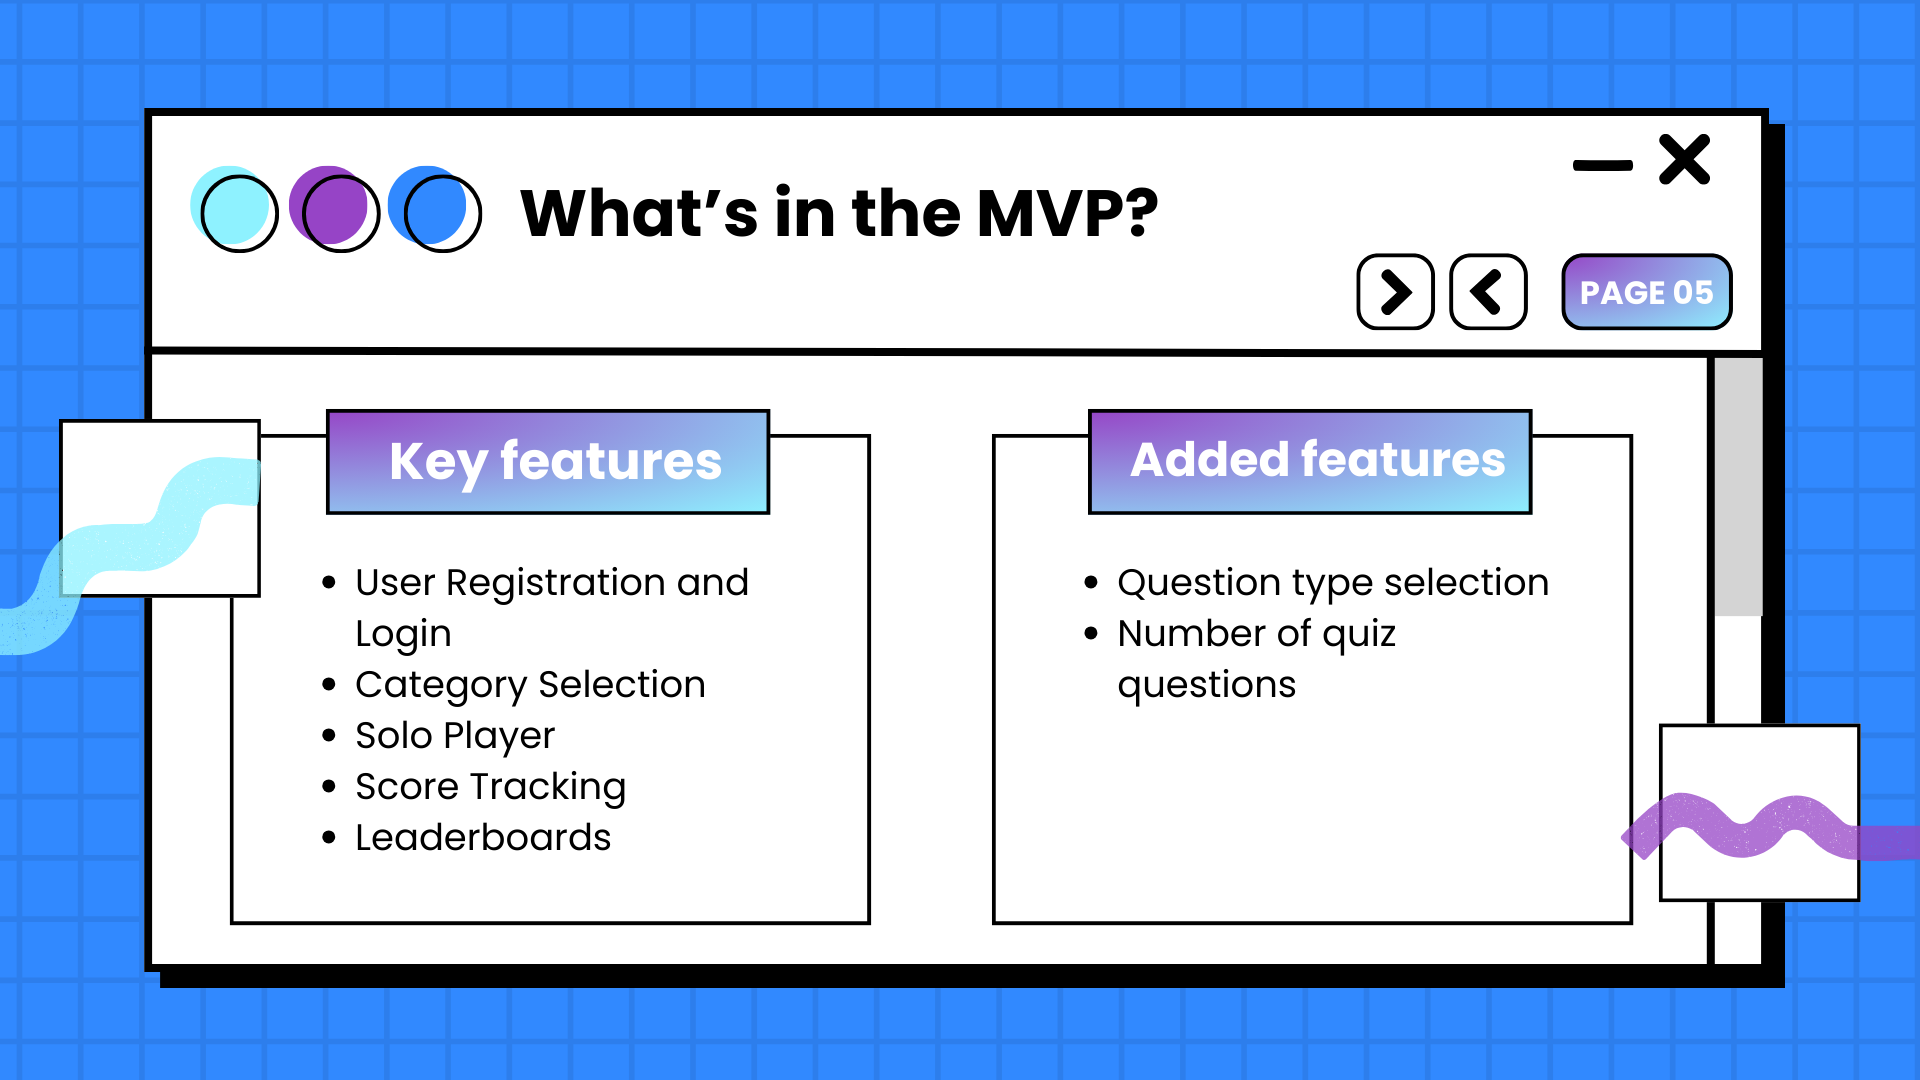 What’s in the MVP?
PAGE 05
Key features
• User Registration and
Login
• Category Selection
• Solo Player
• Score Tracking
• Leaderboards
Added features
• Question type selection
• Number of quiz
questions